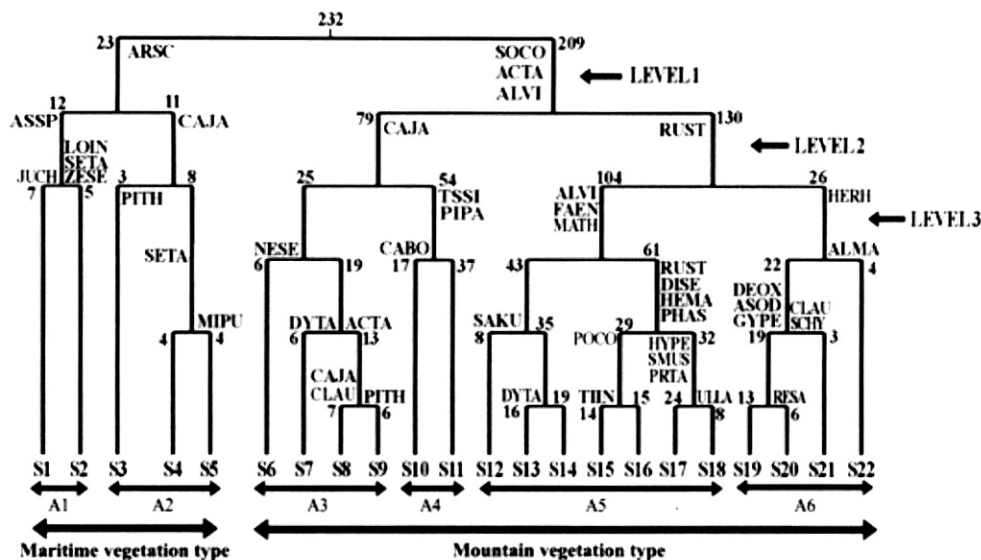 232
23 ARSC SOCO 209
ACTA LEVEL1
ALVI
12 11 79 130
ASSP CAJA CAJA RUST LEVEL2
LOIN
SETA
JUCH ZESE 3 8 25 54 104 26
7 5 PITH TSSI ALVI HERH
PIPA FAEN
MATH LEVEL3
SETA NESE CABO 61 ALMA
6 19 17 37 43 RUST 22 4
DISE
HEMA
PHAS
DEOX CLAU
ASOD SCHY
GYPE
MIPU DYTA ACTA SAKU 35 29 19 3
4 4 6 13 8 POCO HYPE 32
SMUS
PRTA
CAJA
CLAU PITH DYTA 19 TIIN 15 24 ULLA 13 RESA
7 6 16 14 8 6
S1 S2 S3 S4 S5 S6 S7 S8 S9 S10 S11 S12 S13 S14 S15 S16 S17 S18 S19 S20 S21 S22
A1 A2 A3 A4 A5 A6
Maritime vegetation type Mountain vegetation type